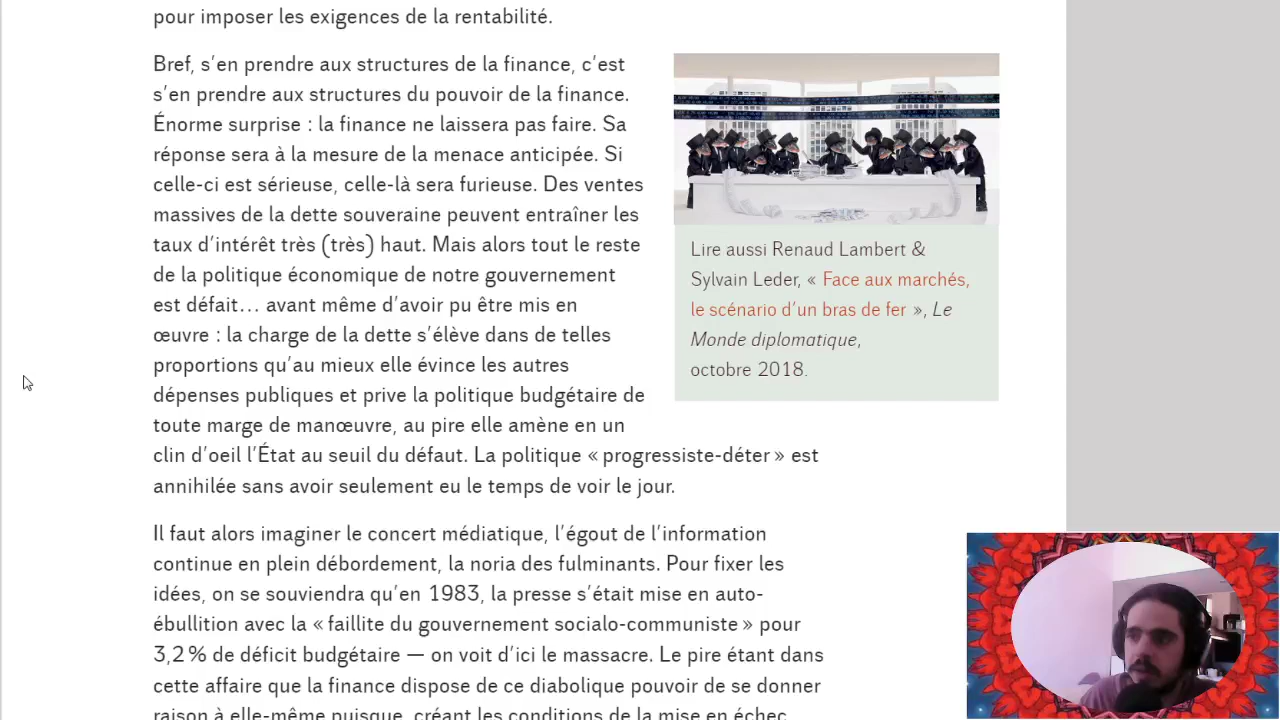 pour imposer les exigences de la rentabilité.
Bref, s’en prendre aux structures de la finance, c’est
s’en prendre aux structures du pouvoir de la finance.
Énorme surprise : la finance ne laissera pas faire. Sa
réponse sera à la mesure de la menace anticipée. Si
celle-ci est sérieuse, celle-là sera furieuse. Des ventes
massives de la dette souveraine peuvent entraîner les
taux d’intérêt très (très) haut. Mais alors tout le reste
de la politique économique de notre gouvernement
est défait… avant même d’avoir pu être mis en
œuvre : la charge de la dette s’élève dans de telles
proportions qu’au mieux elle évince les autres
dépenses publiques et prive la politique budgétaire de
toute marge de manœuvre, au pire elle amène en un
clin d’oeil l’État au seuil du défaut. La politique « progressiste-déter » est
annihilée sans avoir seulement eu le temps de voir le jour.
Lire aussi Renaud Lambert &
Sylvain Leder, « Face aux marchés,
le scénario d’un bras de fer », Le
Monde diplomatique,
octobre 2018.
Il faut alors imaginer le concert médiatique, l’égout de l’information
continue en plein débordement, la noria des fulminants. Pour fixer les
idées, on se souviendra qu’en 1983, la presse s’était mise en auto-
ébullition avec la « faillite du gouvernement socialo-communiste » pour
3,2 % de déficit budgétaire — on voit d’ici le massacre. Le pire étant dans
cette affaire que la finance dispose de ce diabolique pouvoir de se donner
raison à elle-même puisque, créant les conditions de la mise en échec